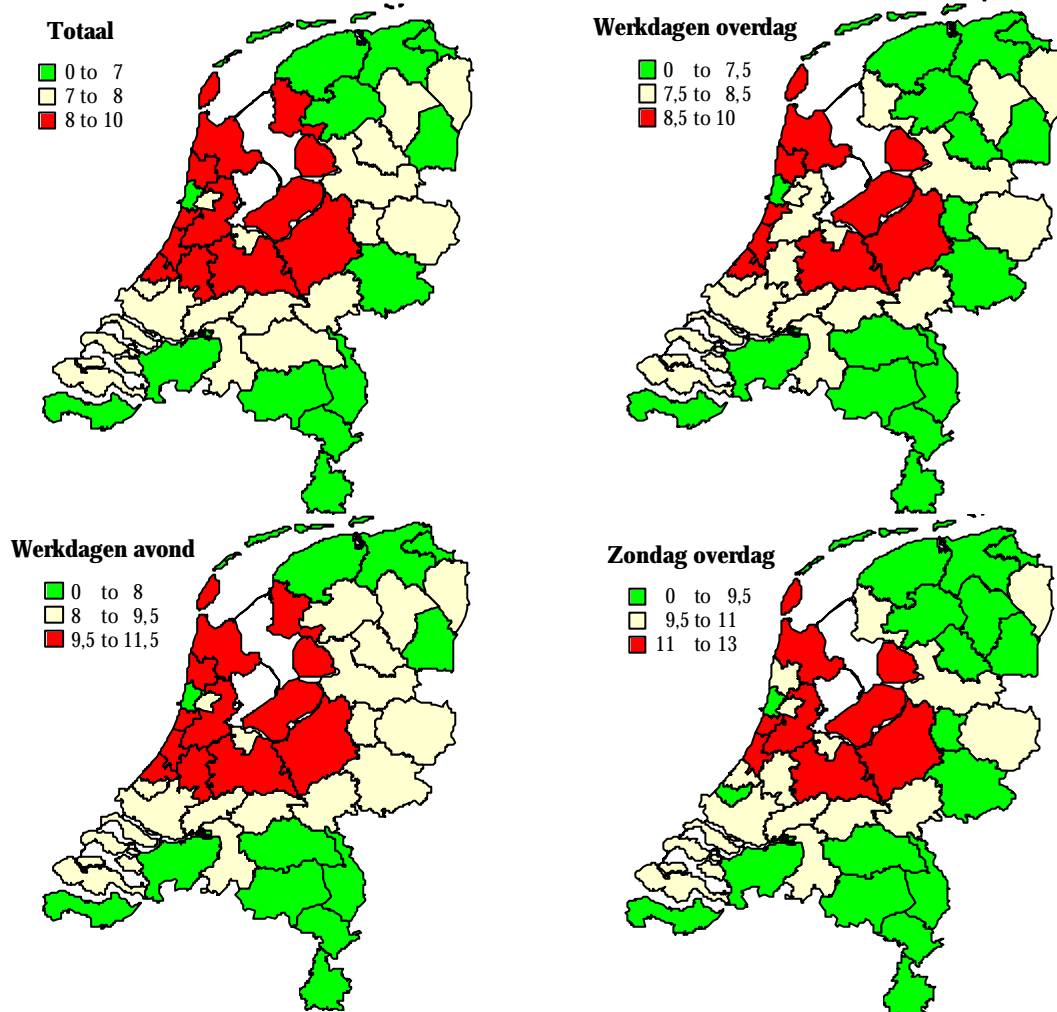 Totaal
0 to 7
7 to 8
8 to 10
Werkdagen overdag
0 to 7,5
7,5 to 8,5
8,5 to 10
Werkdagen avond
0 to 8
8 to 9,5
9,5 to 11,5
Zondag overdag
0 to 9,5
9,5 to 11
11 to 13